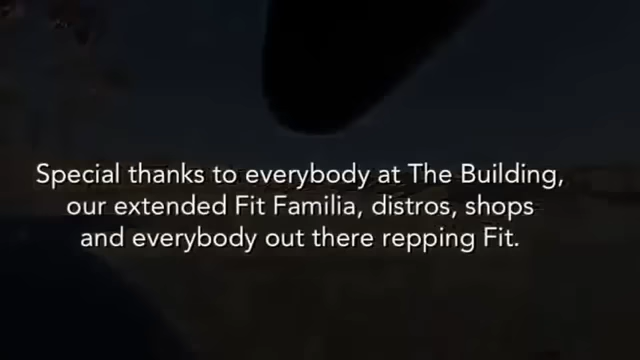 Special thanks to everybody at The Building,
our extended Fit Familia, distros, shops
and everybody out there repping Fit.